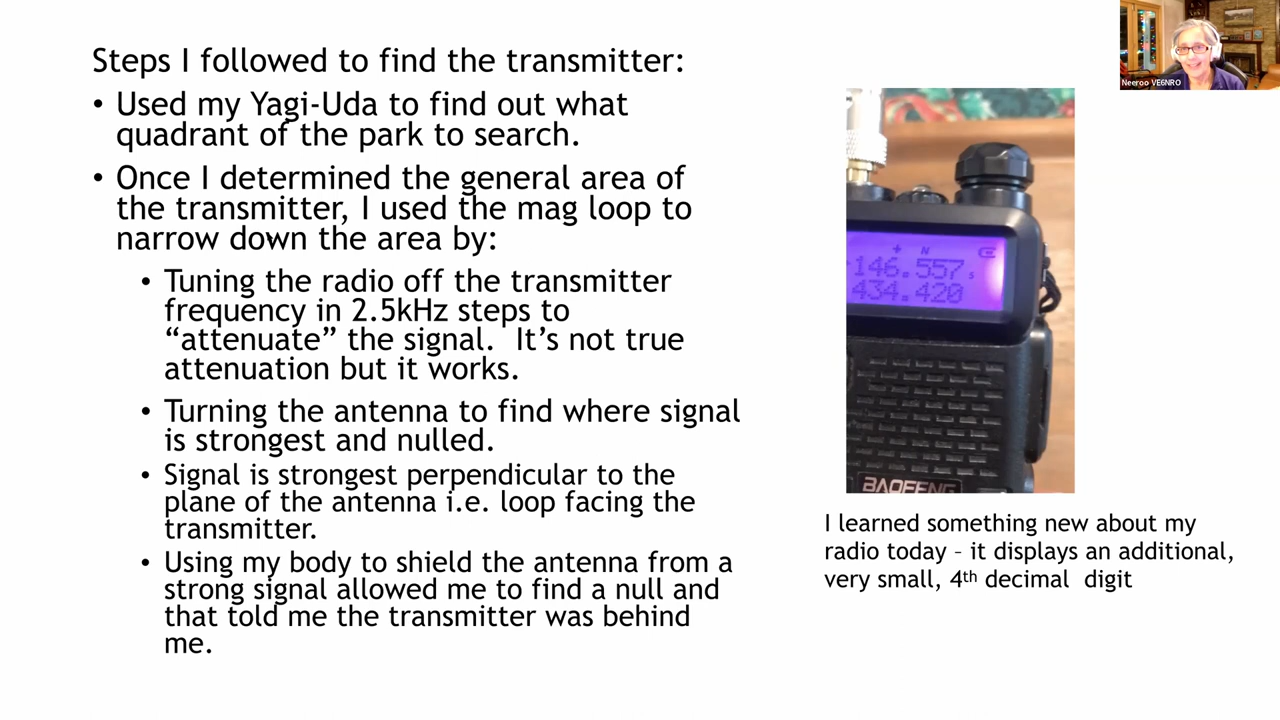 Steps I followed to find the transmitter:
• Used my Yagi-Uda to find out what
quadrant of the park to search.
• Once I determined the general area of
the transmitter, I used the mag loop to
narrow down the area by:
• Tuning the radio off the transmitter
frequency in 2.5kHz steps to
“attenuate” the signal.  It’s not true
attenuation but it works.
• Turning the antenna to find where signal
is strongest and nulled.
• Signal is strongest perpendicular to the
plane of the antenna i.e. loop facing the
transmitter.
• Using my body to shield the antenna from a
strong signal allowed me to find a null and
that told me the transmitter was behind
me.
Neeroo VE6NRO
+ N
146.557 5
434.420
BAOFENG
I learned something new about my
radio today – it displays an additional,
very small, 4th decimal  digit